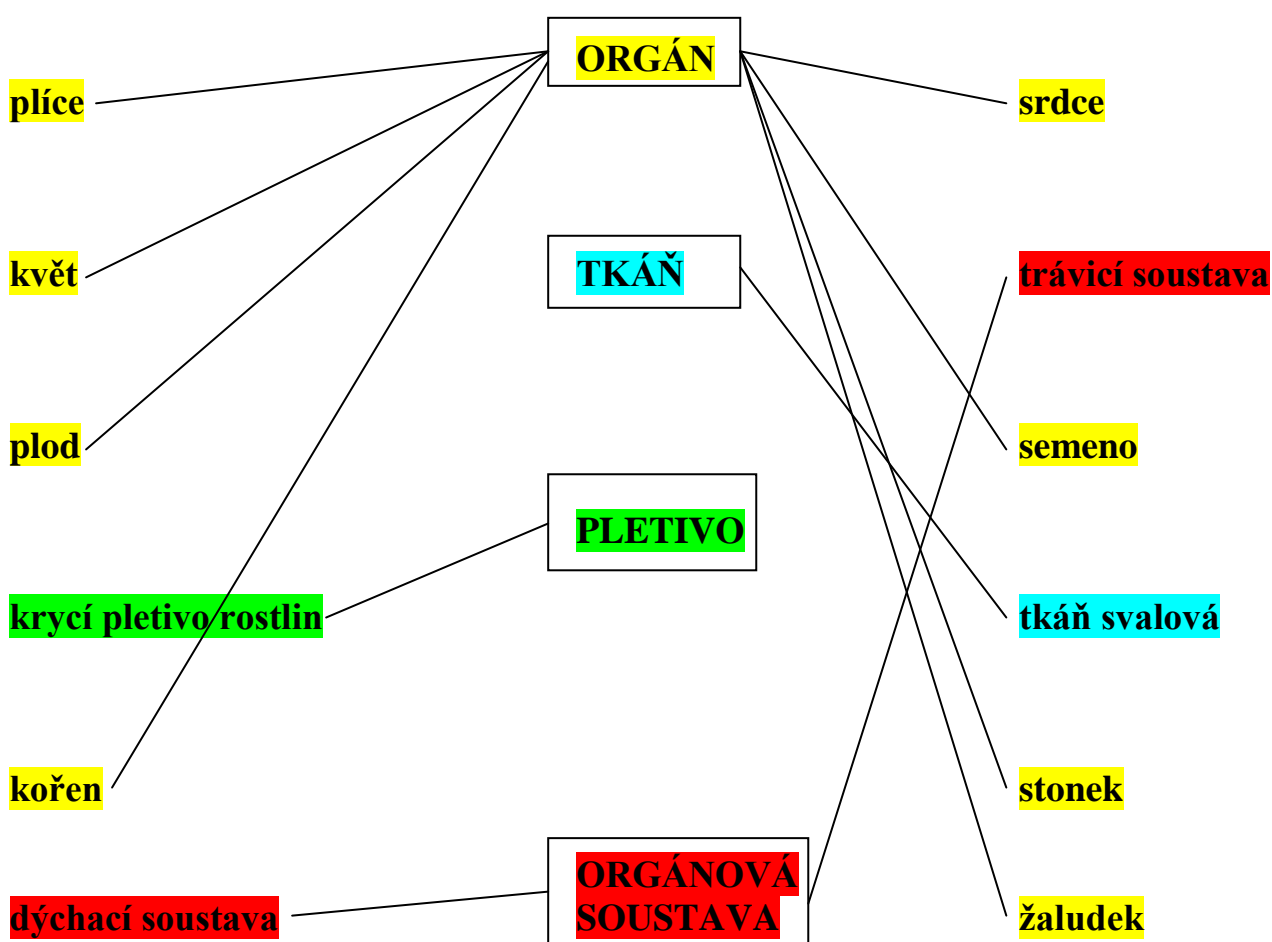 ORGÁN
plíce
srdce
květ
TKÁŇ
trávicí soustava
plod
semeno
PLETIVO
krycí pletivo rostlin
tkáň svalová
kořen
stonek
ORGÁNOVÁ
SOUSTAVA
dýchací soustava
žaludek